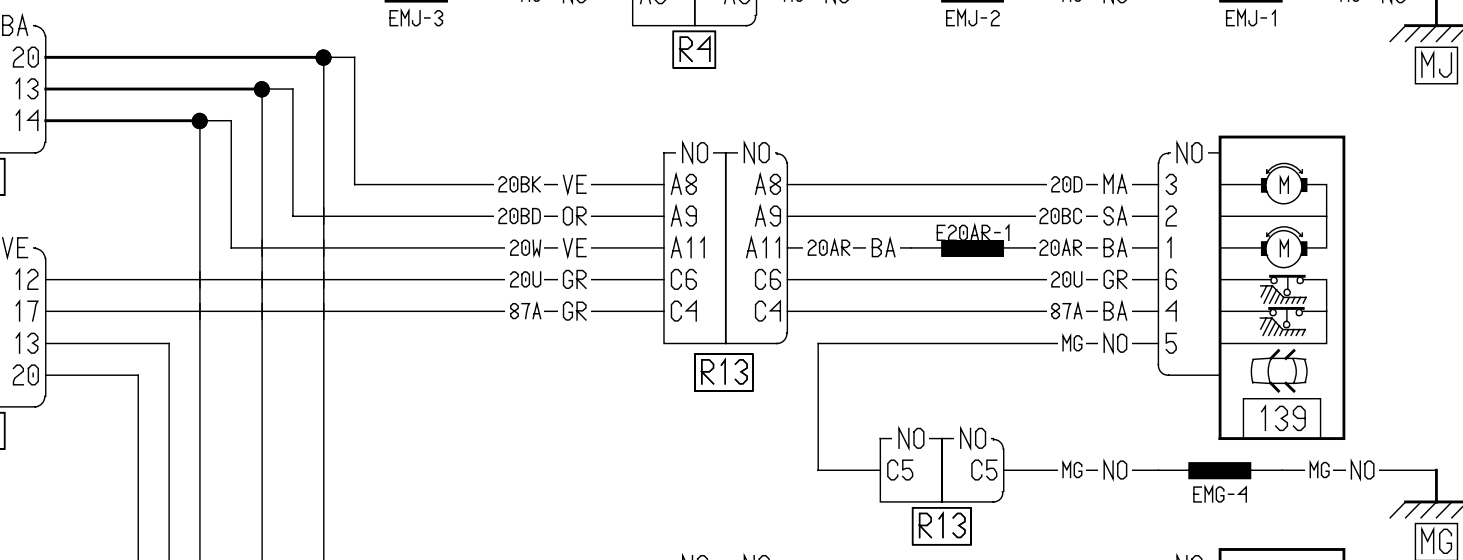 EMJ-3
EMJ-2
EMJ-1
R4
MJ
BA
20
13
14
NO NO NO
20BK-VE A8 A8 20D-MA 3 M
20BD-OR A9 A9 20BC-SA 2
20W-VE A11 A11 20AR-BA E20AR-1 20AR-BA 1 M
VE
12 20U-GR C6 C6 20U-GR 6
17 87A-GR C4 C4 87A-BA 4
13 MG-NO 5
20
R13
139
NO NO
C5 C5 MG-NO MG-NO
EMG-4
R13
MG